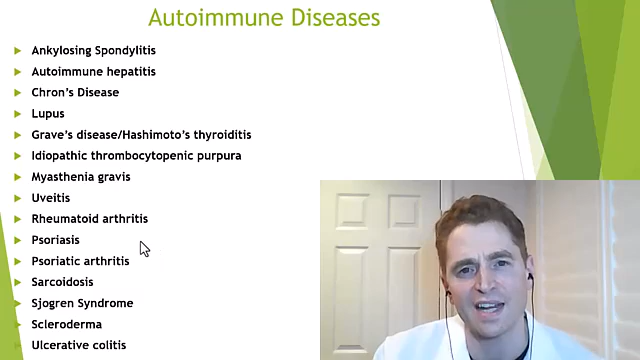 Autoimmune Diseases
Ankylosing Spondylitis
Autoimmune hepatitis
Chron's Disease
Lupus
Grave's disease/Hashimoto's thyroiditis
Idiopathic thrombocytopenic purpura
Myasthenia gravis
Uveitis
Rheumatoid arthritis
Psoriasis
Psoriatic arthritis
Sarcoidosis
Sjogren Syndrome
Scleroderma
Ulcerative colitis